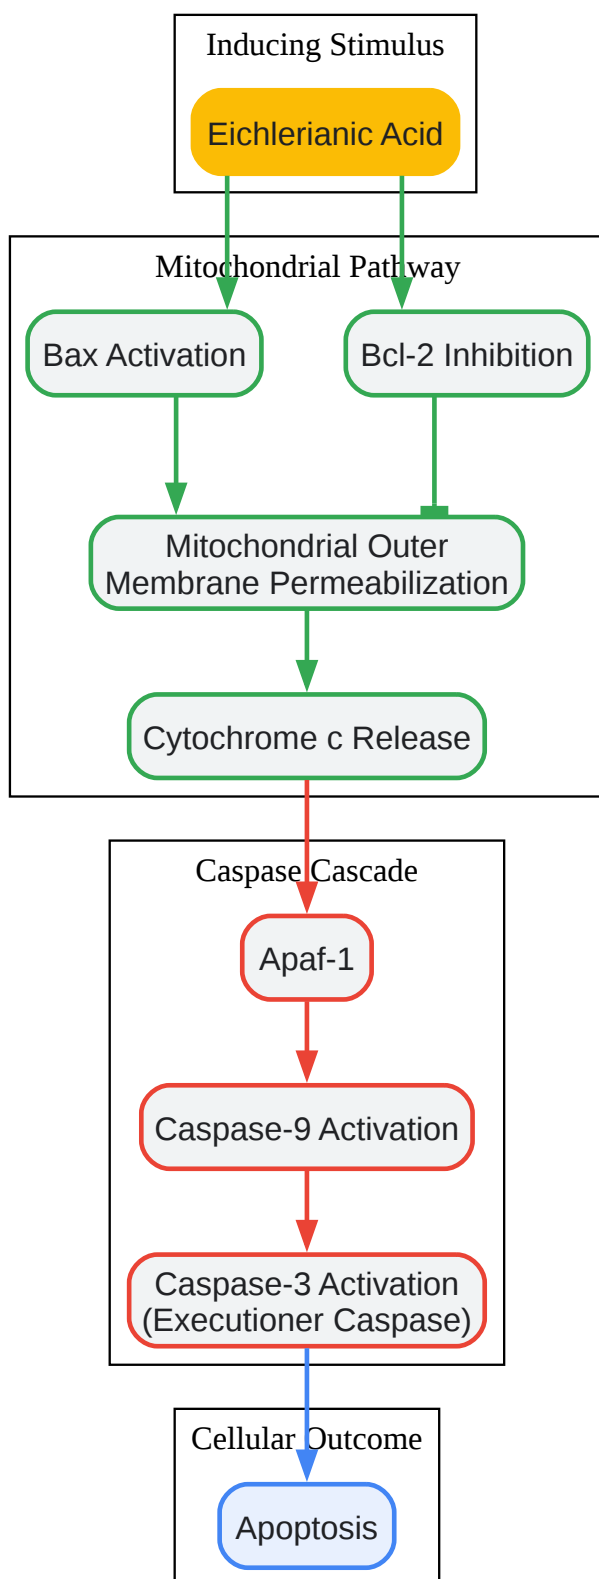 Inducing Stimulus
Eichlerianic Acid
Mitochondrial Pathway
Bax Activation
Bcl-2 Inhibition
Mitochondrial Outer
Membrane Permeabilization
Cytochrome c Release
Caspase Cascade
Apaf-1
Caspase-9 Activation
Caspase-3 Activation
(Executioner Caspase)
Cellular Outcome
Apoptosis